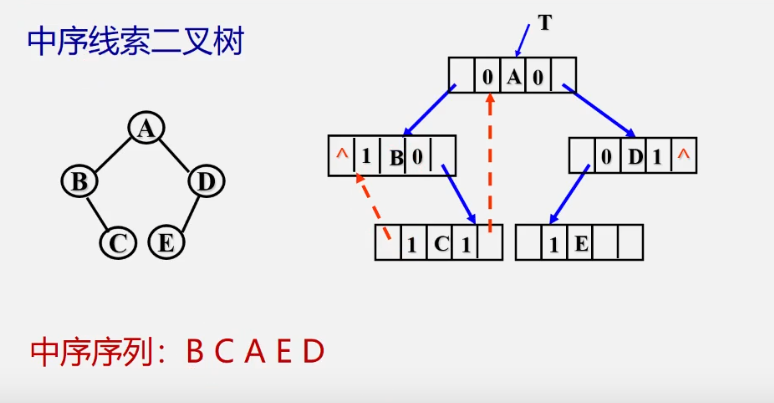 中序线索二叉树
T
0 A 0
A
^ 1 B 0
0 D 1 ^
B D
C E
1 C 1
1 E
中序序列：B C A E D